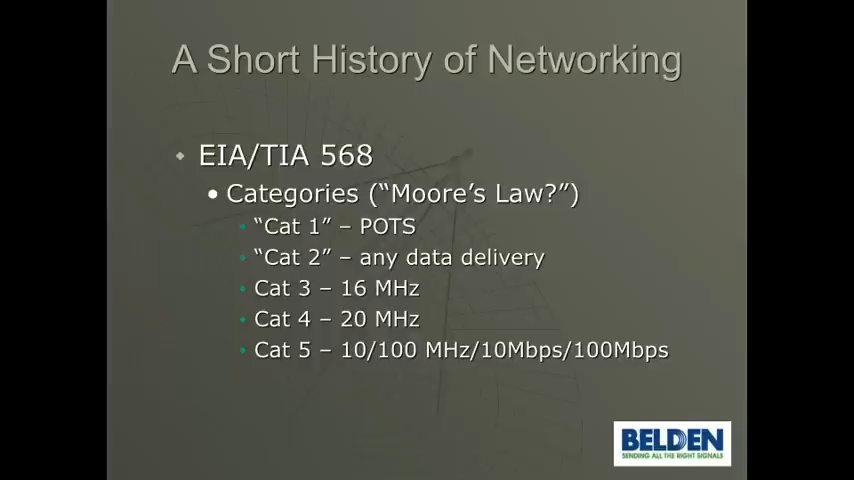 A Short History of Networking
EIA/TIA 568
Categories (“Moore’s Law?”)
“Cat 1” – POTS
“Cat 2” – any data delivery
Cat 3 – 16 MHz
Cat 4 – 20 MHz
Cat 5 – 10/100 MHz/10Mbps/100Mbps
BELDEN
SENDING ALL THE RIGHT SIGNALS